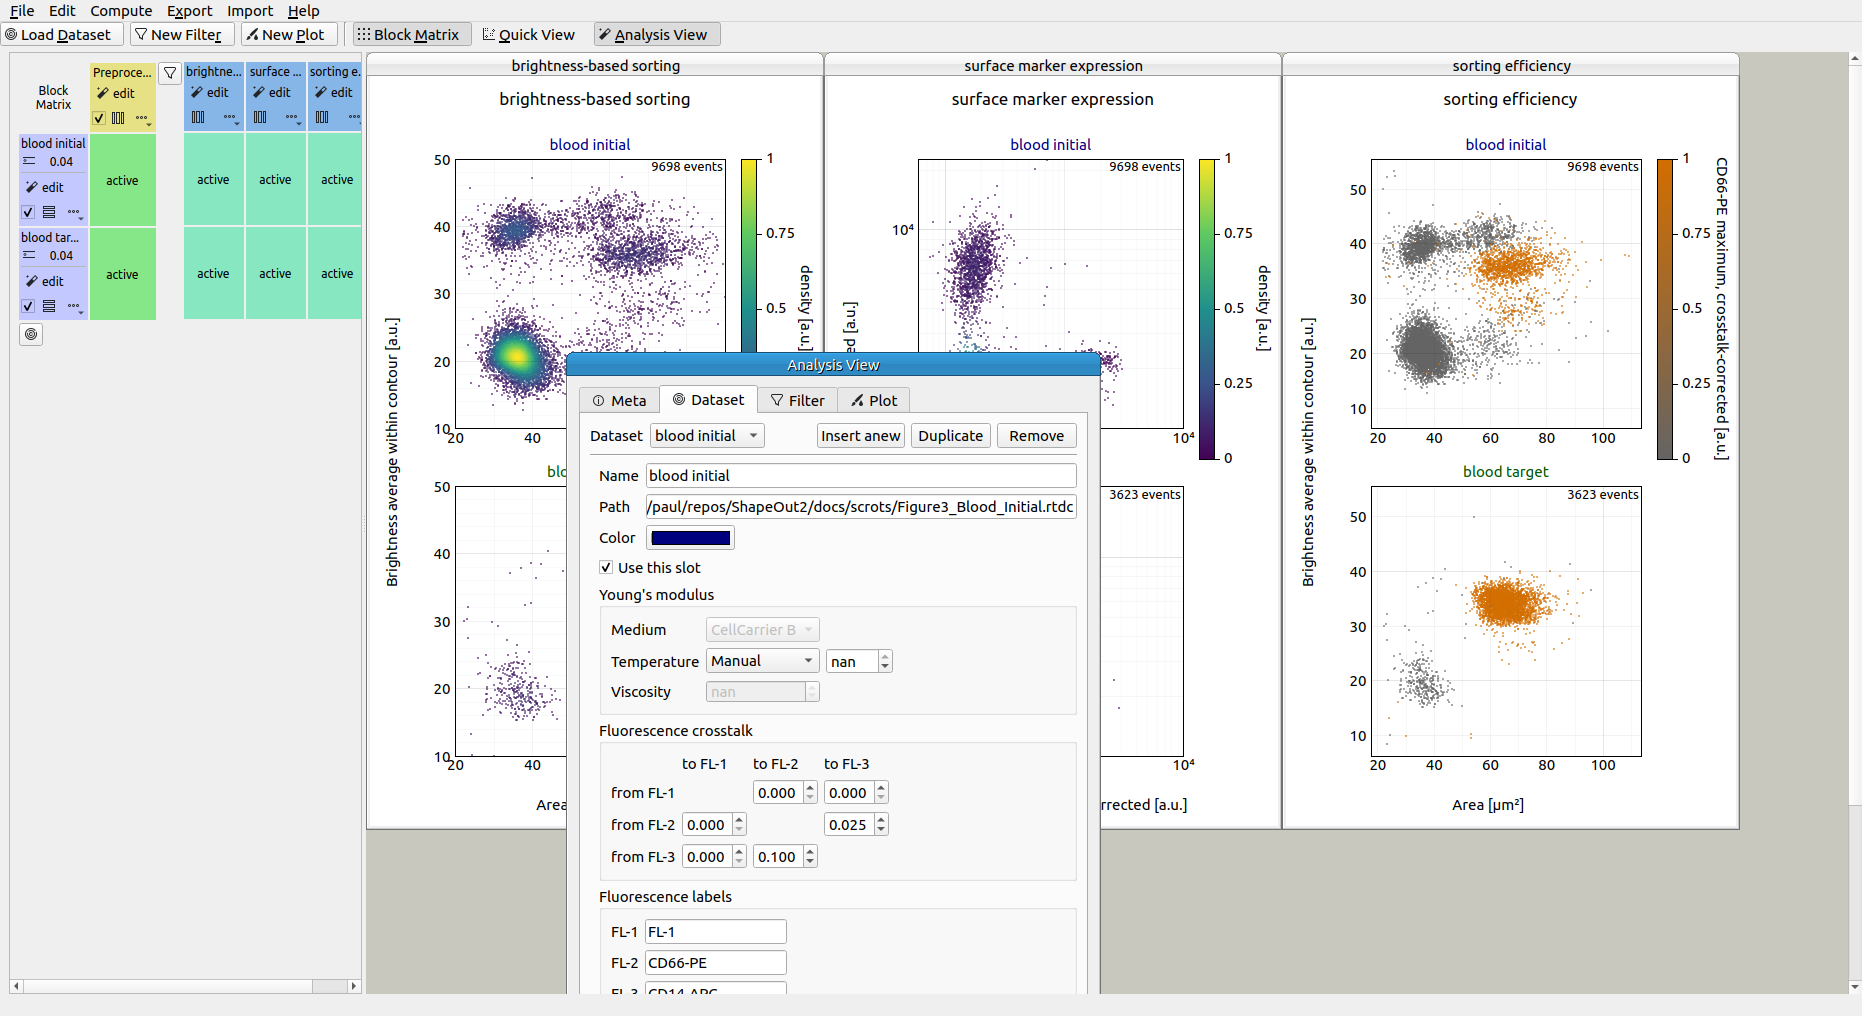 File Edit Compute Export Import Help
Load Dataset New Filter New Plot Block Matrix Quick View Analysis View
Block
Matrix
Preproce...
edit
brightne...
edit
surface ...
edit
sorting e.
edit
blood initial
0.04
edit
active
active
active
active
blood tar...
0.04
edit
active
active
active
active
brightness-based sorting
brightness-based sorting
blood initial
9698 events
50
40
30
20
10
20
40
1
0.75
0.5
density [a.u.]
Brightness average within contour [a.u.]
50
40
30
20
10
20
40
surface marker expression
surface marker expression
blood initial
9698 events
10⁴
10⁴
1
0.75
0.5
0.25
0
density [a.u.]
3623 events
10⁴
rrected [a.u.]
sorting efficiency
sorting efficiency
blood initial
9698 events
50
40
30
20
10
20 40 60 80 100
1
0.75
0.5
0.25
0
CD66-PE maximum, crosstalk-corrected [a.u.]
Brightness average within contour [a.u.]
blood target
3623 events
50
40
30
20
10
20 40 60 80 100
Area [µm²]
Area
Analysis View
Meta Dataset Filter Plot
Dataset blood initial Insert anew Duplicate Remove
Name blood initial
Path /paul/repos/ShapeOut2/docs/scrots/Figure3_Blood_Initial.rtdc
Color
Use this slot
Young's modulus
Medium CellCarrier B
Temperature Manual nan
Viscosity nan
Fluorescence crosstalk
to FL-1 to FL-2 to FL-3
from FL-1 0.000 0.000
from FL-2 0.000 0.025
from FL-3 0.000 0.100
Fluorescence labels
FL-1 FL-1
FL-2 CD66-PE
FL-3 CD14-APC